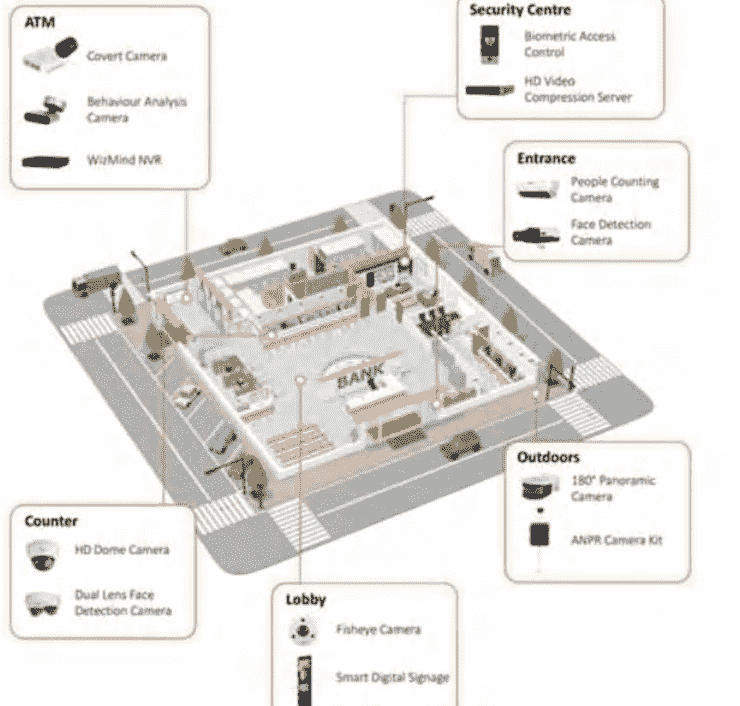 ATM
Covert Camera
Behaviour Analysis
Camera
WizMind NVR
Security Centre
Biometric Access
Control
HD Video
Compression Server
Entrance
People Counting
Camera
Face Detection
Camera
BANK
Outdoors
180° Panoramic
Camera
ANPR Camera Kit
Counter
HD Dome Camera
Dual Lens Face
Detection Camera
Lobby
Fisheye Camera
Smart Digital Signage